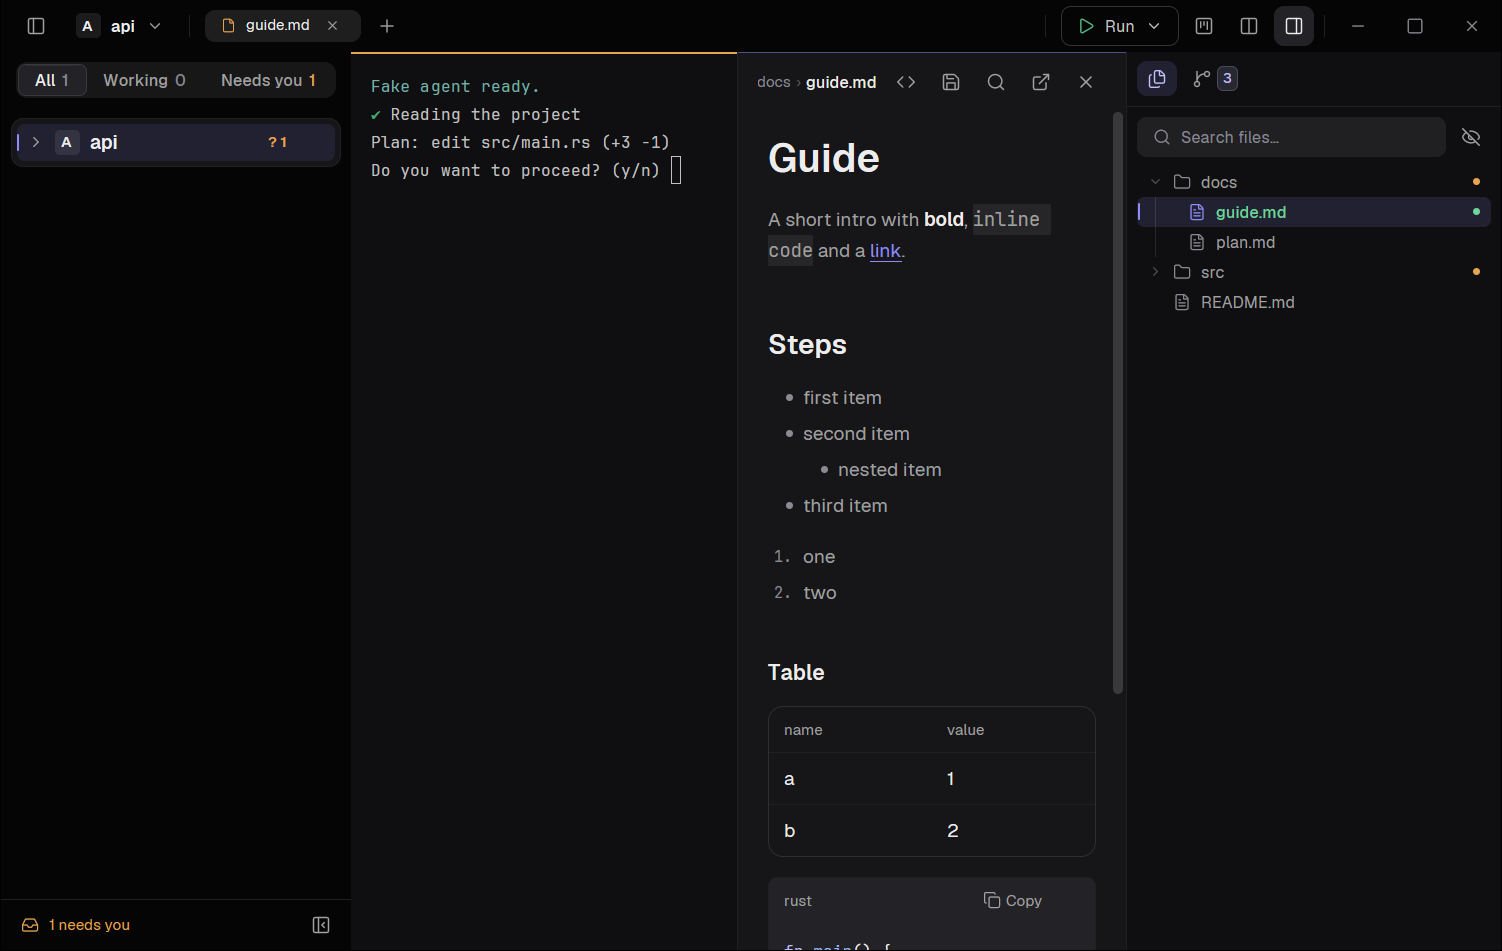 A api
guide.md
Run
All 1 Working 0 Needs you 1
A api ? 1
1 needs you
Fake agent ready.
✔ Reading the project
Plan: edit src/main.rs (+3 -1)
Do you want to proceed? (y/n)
docs › guide.md
Guide
A short intro with bold, inline
code and a link.
Steps
first item
second item
nested item
third item
1. one
2. two
Table
name value
a 1
b 2
rust Copy
fn main() {
3
Search files...
docs
guide.md
plan.md
src
README.md